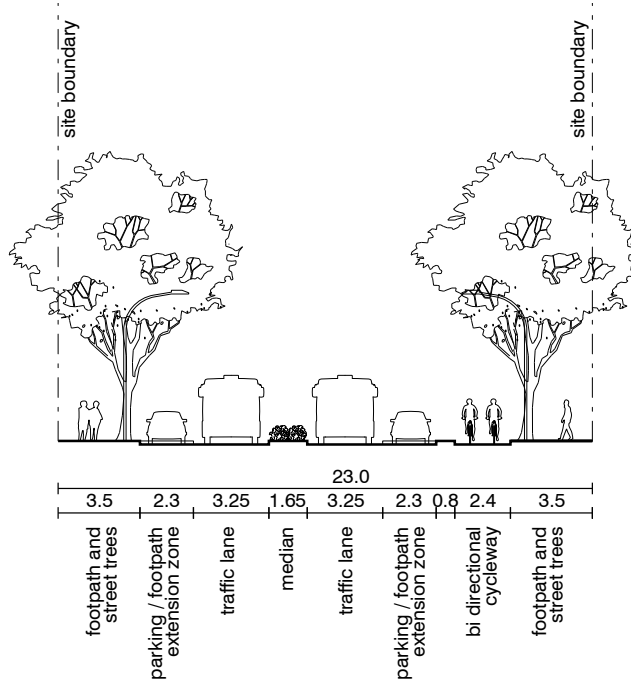 site boundary
site boundary
23.0
3.5
2.3
3.25
1.65
3.25
2.3
0.8
2.4
3.5
footpath and
street trees
parking / footpath
extension zone
traffic lane
median
traffic lane
parking / footpath
extension zone
bi directional
cycleway
footpath and
street trees